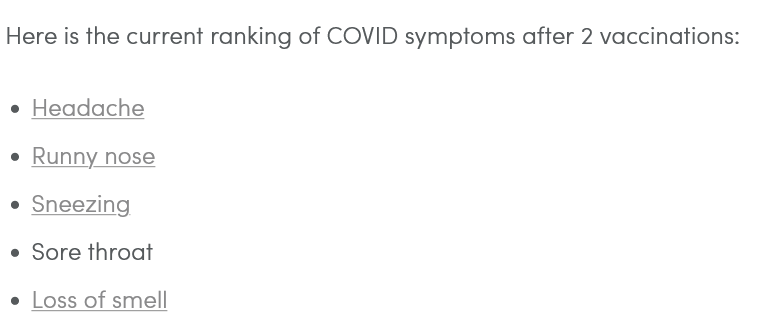 Here is the current ranking of COVID symptoms after 2 vaccinations:
• Headache
• Runny nose
• Sneezing
• Sore throat
• Loss of smell